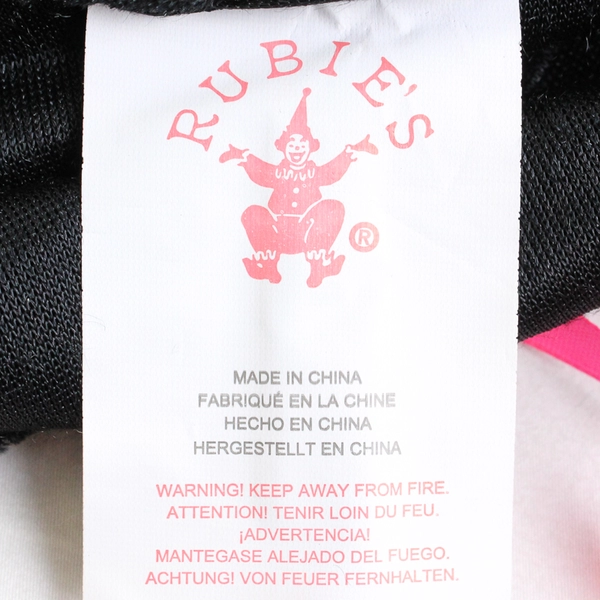 RUBIE'S
®
MADE IN CHINA
FABRIQUÉ EN LA CHINE
HECHO EN CHINA
HERGESTELLT EN CHINA
WARNING! KEEP AWAY FROM FIRE.
ATTENTION! TENIR LOIN DU FEU.
¡ADVERTENCIA!
MANTEGASE ALEJADO DEL FUEGO.
ACHTUNG! VON FEUER FERNHALTEN.